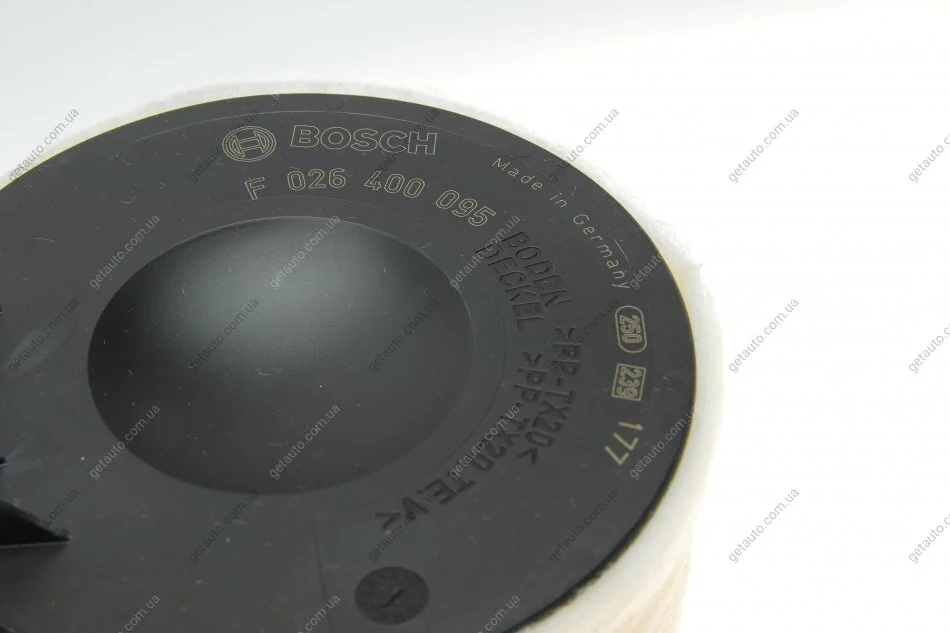 BOSCH
F 026 400 095
Made in Germany
250
239
177
BODEN >PP-TX20<
DECKEL >PP-TX20
TEV<
getauto.com.ua